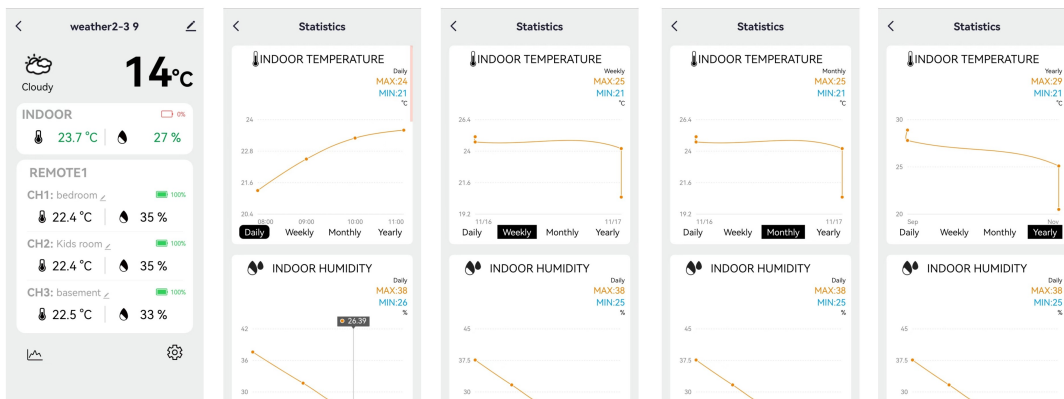 weather2-3 9
14°C
Cloudy
INDOOR
0%
23.7 °C 27 %
REMOTE1
CH1: bedroom 100%
22.4 °C 35 %
CH2: Kids room 100%
22.4 °C 35 %
CH3: basement 100%
22.5 °C 33 %
Statistics
INDOOR TEMPERATURE
Daily
MAX:24
MIN:21
°C
24
22.8
21.6
20.4
08:00 09:00 10:00 11:00
Daily Weekly Monthly Yearly
INDOOR HUMIDITY
Daily
MAX:38
MIN:26
%
26.39
42
36
30
Statistics
INDOOR TEMPERATURE
Weekly
MAX:25
MIN:21
°C
26.4
24
21.6
19.2
11/16 11/17
Daily Weekly Monthly Yearly
INDOOR HUMIDITY
Daily
MAX:38
MIN:25
%
45
37.5
30
Statistics
INDOOR TEMPERATURE
Monthly
MAX:25
MIN:21
°C
26.4
24
21.6
19.2
11/16 11/17
Daily Weekly Monthly Yearly
INDOOR HUMIDITY
Daily
MAX:38
MIN:25
%
45
37.5
30
Statistics
INDOOR TEMPERATURE
Yearly
MAX:29
MIN:21
°C
30
25
20
Sep Nov
Daily Weekly Monthly Yearly
INDOOR HUMIDITY
Daily
MAX:38
MIN:25
%
45
37.5
30